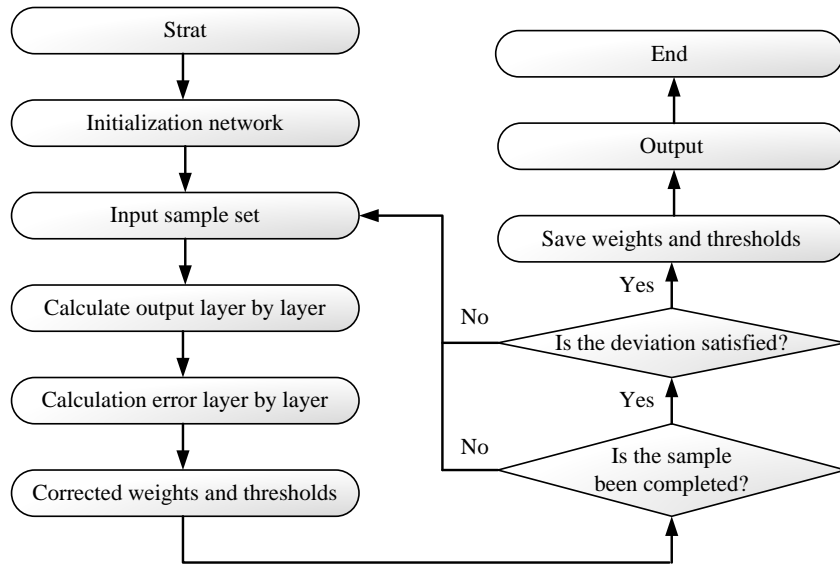 Strat
Initialization network
Input sample set
Calculate output layer by layer
Calculation error layer by layer
Corrected weights and thresholds
End
Output
Save weights and thresholds
Yes
No
Is the deviation satisfied?
Yes
No
Is the sample
been completed?